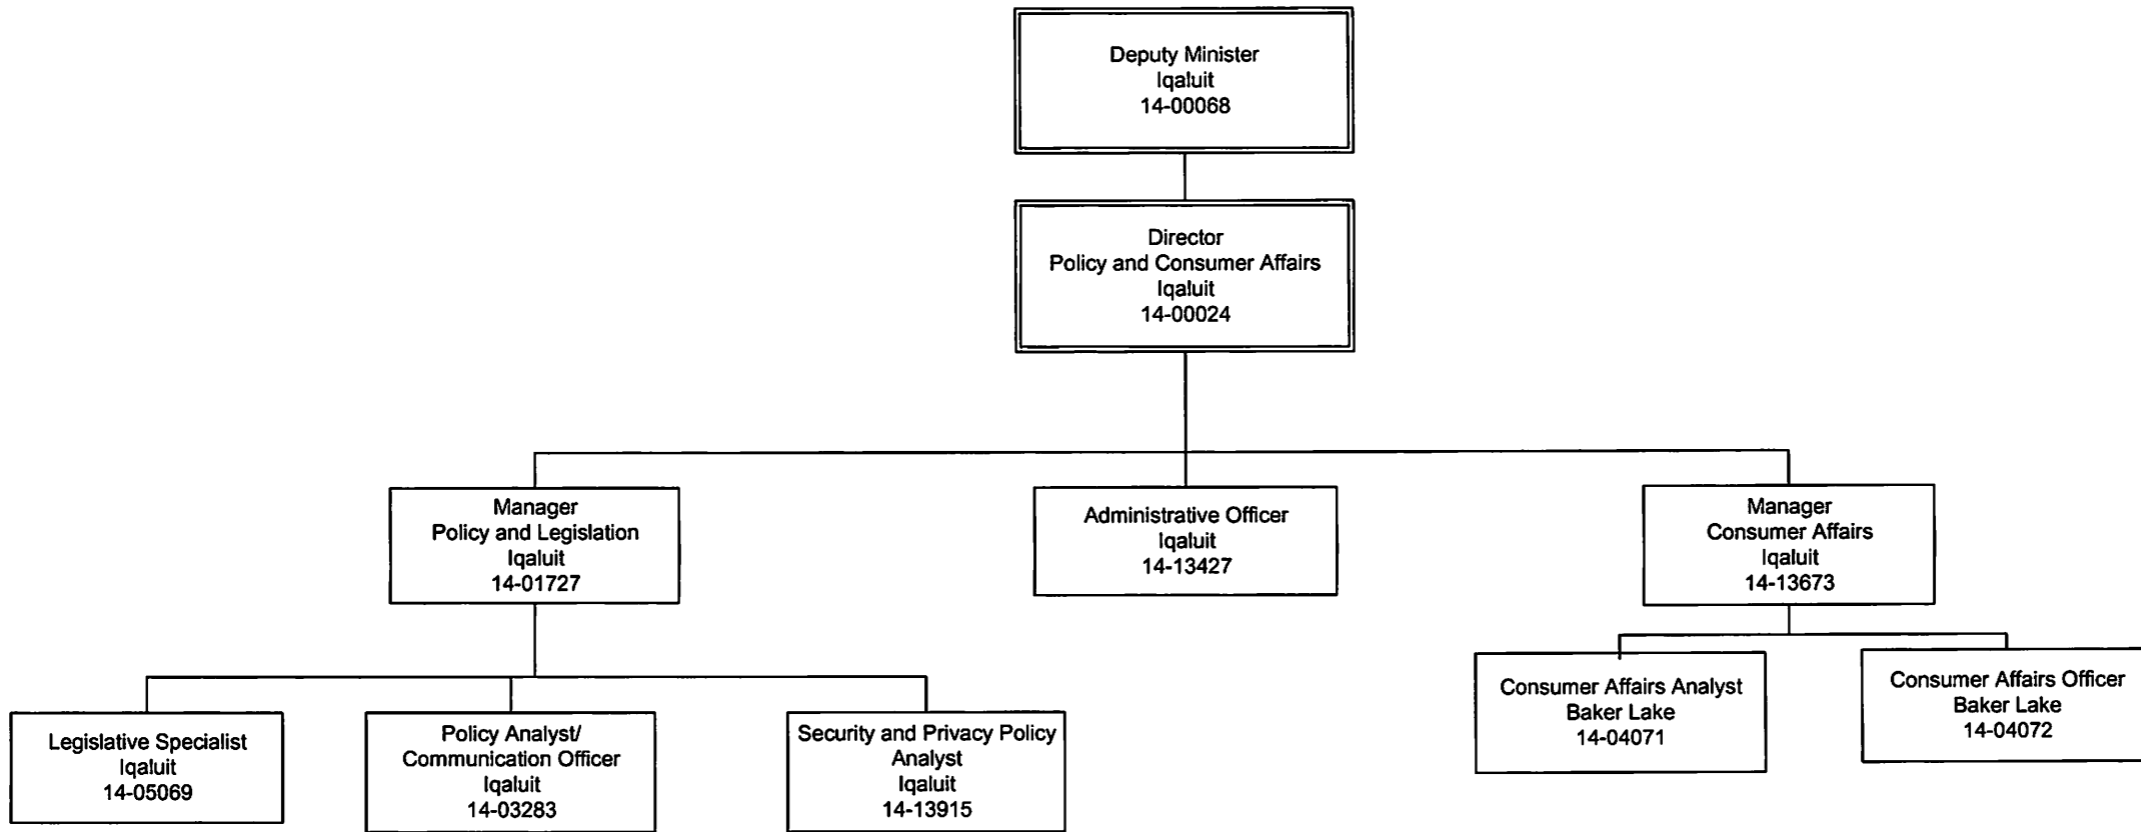 Deputy Minister
Iqaluit
14-00068
Director
Policy and Consumer Affairs
Iqaluit
14-00024
Manager
Policy and Legislation
Iqaluit
14-01727
Administrative Officer
Iqaluit
14-13427
Manager
Consumer Affairs
Iqaluit
14-13673
Legislative Specialist
Iqaluit
14-05069
Policy Analyst/
Communication Officer
Iqaluit
14-03283
Security and Privacy Policy
Analyst
Iqaluit
14-13915
Consumer Affairs Analyst
Baker Lake
14-04071
Consumer Affairs Officer
Baker Lake
14-04072